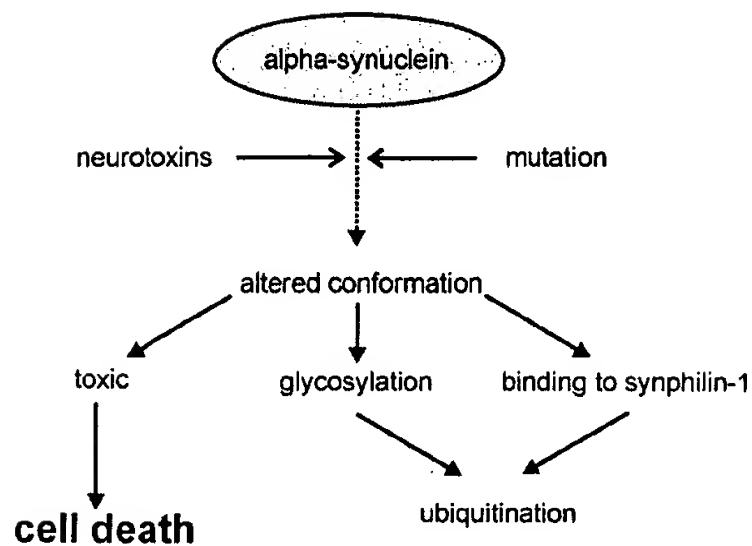 alpha-synuclein
neurotoxins mutation
altered conformation
toxic glycosylation binding to synphilin-1
ubiquitination
cell death